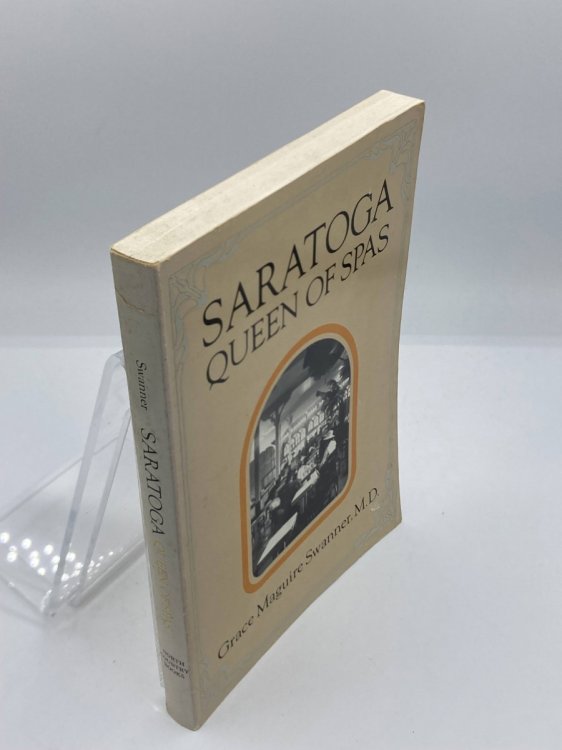 SARATOGA
QUEEN OF SPAS
Grace Maguire Swanner, M.D.
Swanner
SARATOGA
QUEEN OF SPAS
NORTH
COUNTRY
BOOKS